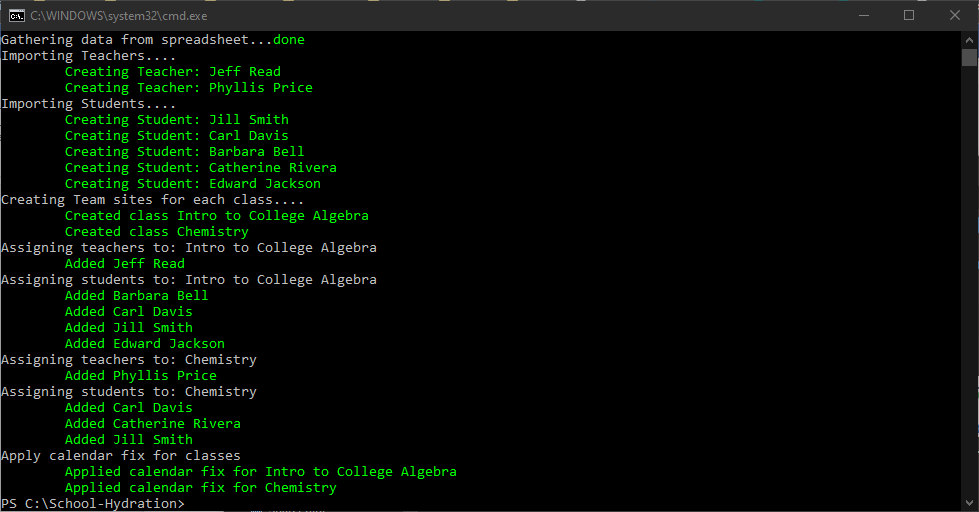 C:\WINDOWS\system32\cmd.exe
Gathering data from spreadsheet...done
Importing Teachers....
Creating Teacher: Jeff Read
Creating Teacher: Phyllis Price
Importing Students....
Creating Student: Jill Smith
Creating Student: Carl Davis
Creating Student: Barbara Bell
Creating Student: Catherine Rivera
Creating Student: Edward Jackson
Creating Team sites for each class....
Created class Intro to College Algebra
Created class Chemistry
Assigning teachers to: Intro to College Algebra
Added Jeff Read
Assigning students to: Intro to College Algebra
Added Barbara Bell
Added Carl Davis
Added Jill Smith
Added Edward Jackson
Assigning teachers to: Chemistry
Added Phyllis Price
Assigning students to: Chemistry
Added Carl Davis
Added Catherine Rivera
Added Jill Smith
Apply calendar fix for classes
Applied calendar fix for Intro to College Algebra
Applied calendar fix for Chemistry
PS C:\School-Hydration>